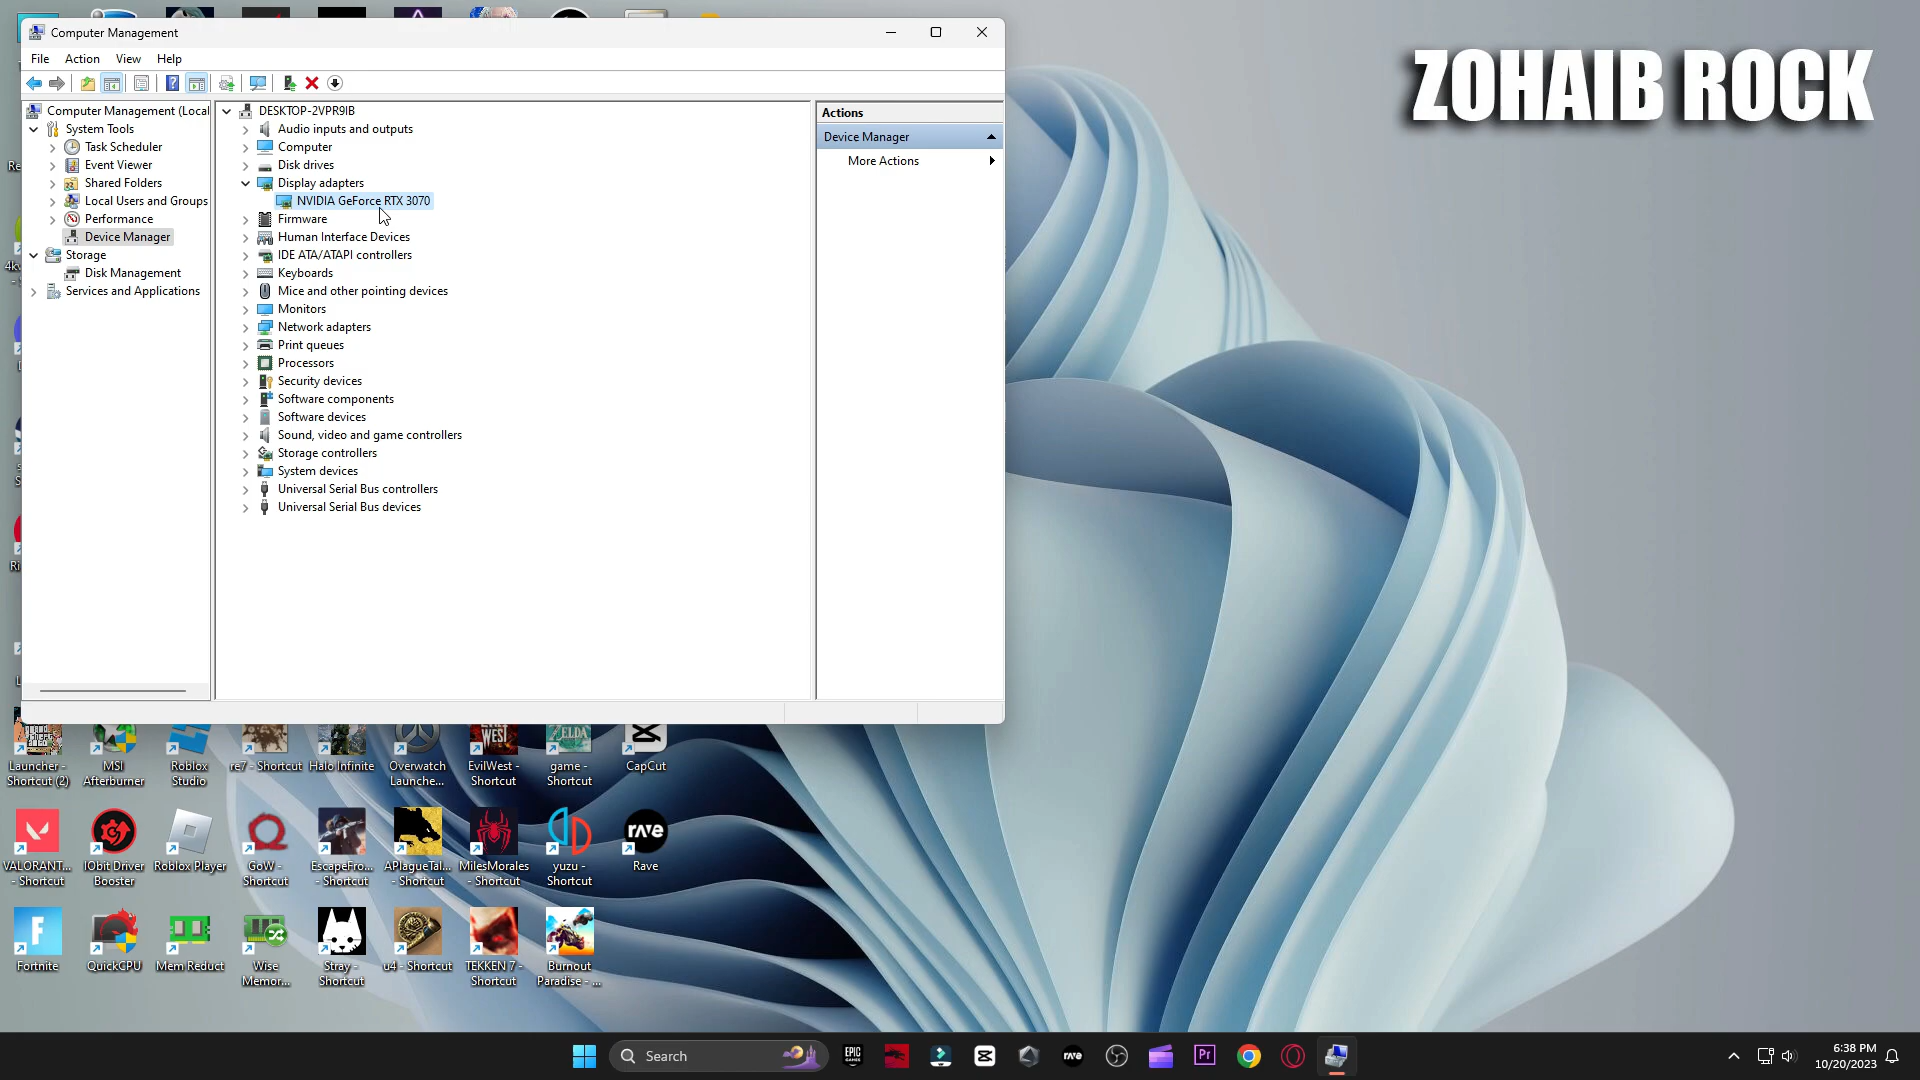 Computer Management
File Action View Help
Computer Management (Local
System Tools
Task Scheduler
Event Viewer
Shared Folders
Local Users and Groups
Performance
Device Manager
Storage
Disk Management
Services and Applications
DESKTOP-2VPR9IB
Audio inputs and outputs
Computer
Disk drives
Display adapters
NVIDIA GeForce RTX 3070
Firmware
Human Interface Devices
IDE ATA/ATAPI controllers
Keyboards
Mice and other pointing devices
Monitors
Network adapters
Print queues
Processors
Security devices
Software components
Software devices
Sound, video and game controllers
Storage controllers
System devices
Universal Serial Bus controllers
Universal Serial Bus devices
Actions
Device Manager
More Actions
ZOHAIB ROCK
Launcher -
Shortcut (2)
MSI
Afterburner
Roblox
Studio
re7 - Shortcut
Halo Infinite
Overwatch
Launche...
EVIL
WEST
EvilWest -
Shortcut
ZELDA
game -
Shortcut
CapCut
VALORANT...
- Shortcut
IObit Driver
Booster
Roblox Player
GoW -
Shortcut
EscapeFro...
- Shortcut
APlagueTal...
- Shortcut
MilesMorales
- Shortcut
yuzu -
Shortcut
rave
Rave
Fortnite
QuickCPU
Mem Reduct
Wise
Memor...
Stray -
Shortcut
u4 - Shortcut
TEKKEN 7 -
Shortcut
Burnout
Paradise - ...
Search
EPIC
GAMES
rave
Pr
6:38 PM
10/20/2023